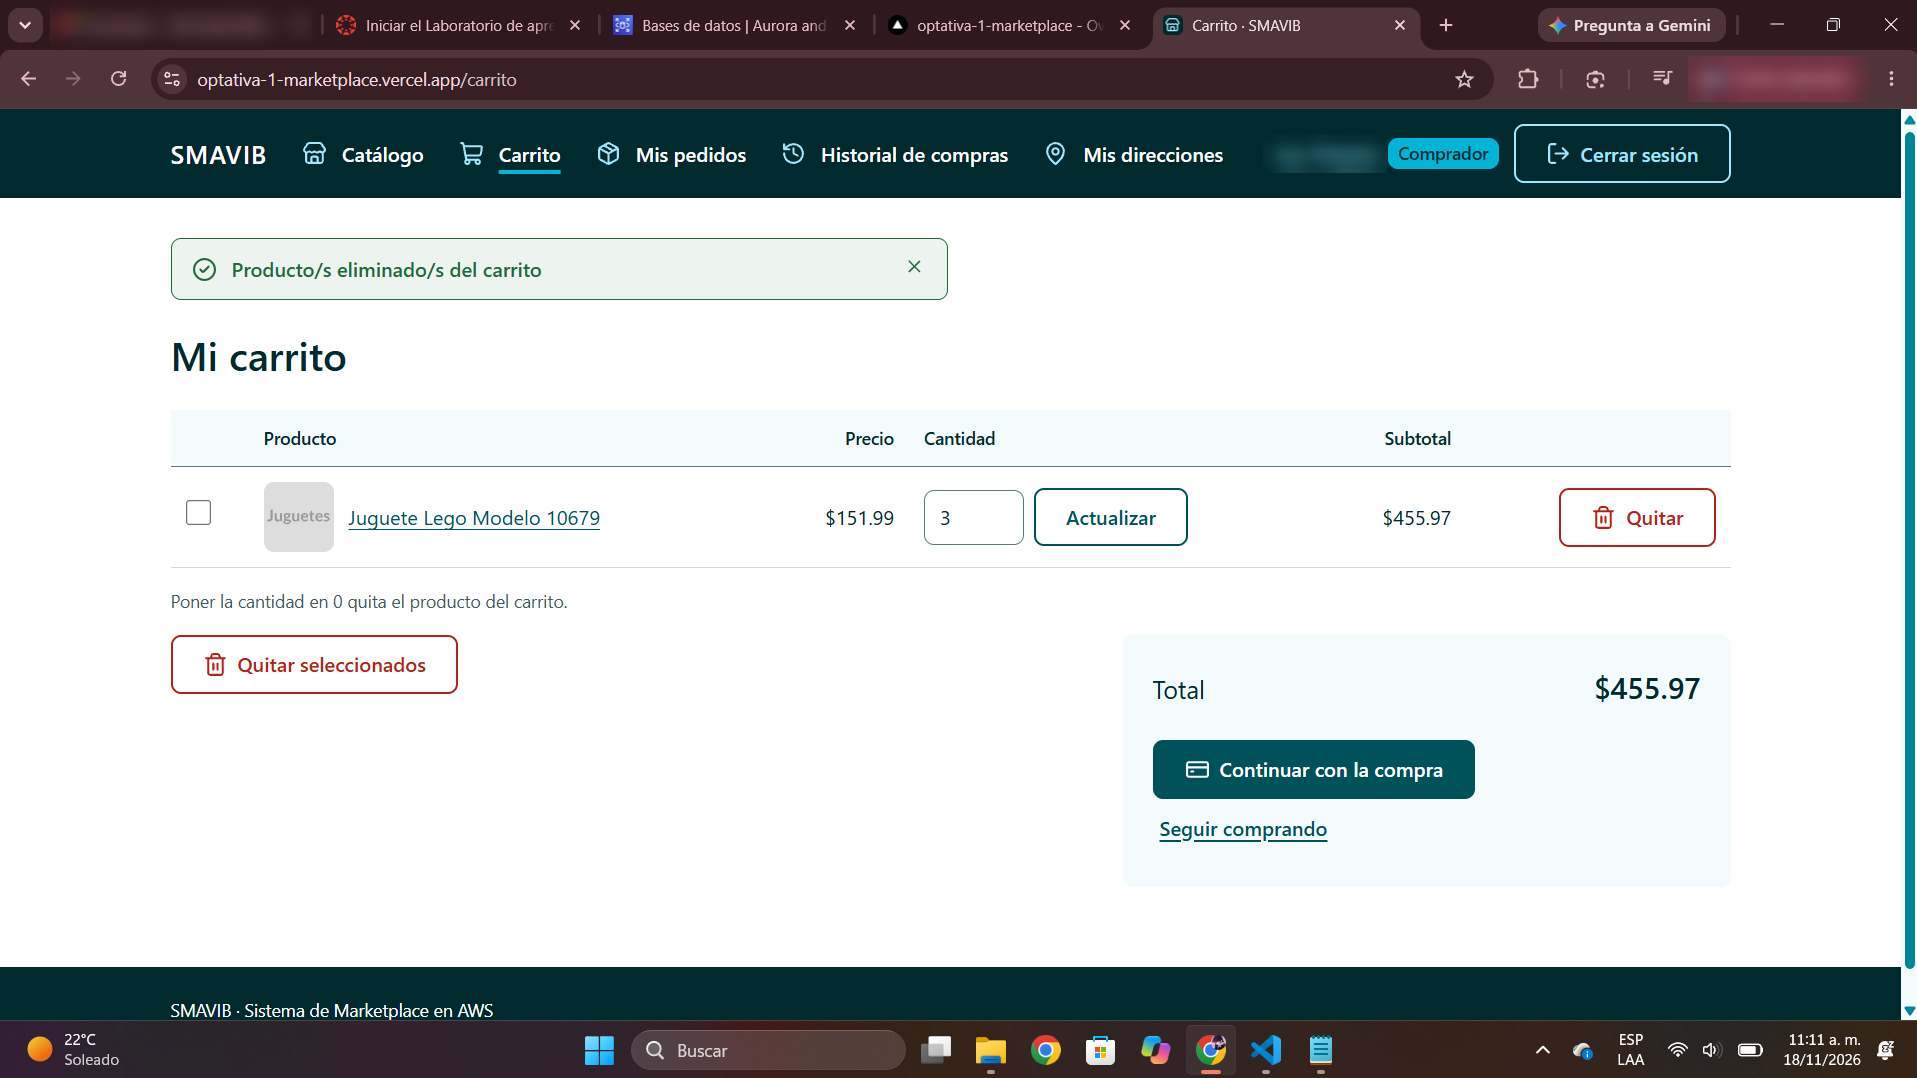 Iniciar el Laboratorio de apre
Bases de datos | Aurora and
optativa-1-marketplace - Ov
Carrito · SMAVIB
Pregunta a Gemini
optativa-1-marketplace.vercel.app/carrito
SMAVIB
Catálogo
Carrito
Mis pedidos
Historial de compras
Mis direcciones
Comprador
Cerrar sesión
Producto/s eliminado/s del carrito
Mi carrito
Producto
Precio
Cantidad
Subtotal
Juguetes
Juguete Lego Modelo 10679
$151.99
3
Actualizar
$455.97
Quitar
Poner la cantidad en 0 quita el producto del carrito.
Quitar seleccionados
Total
$455.97
Continuar con la compra
Seguir comprando
SMAVIB · Sistema de Marketplace en AWS
22°C
Soleado
Buscar
ESP
LAA
11:11 a. m.
18/11/2026